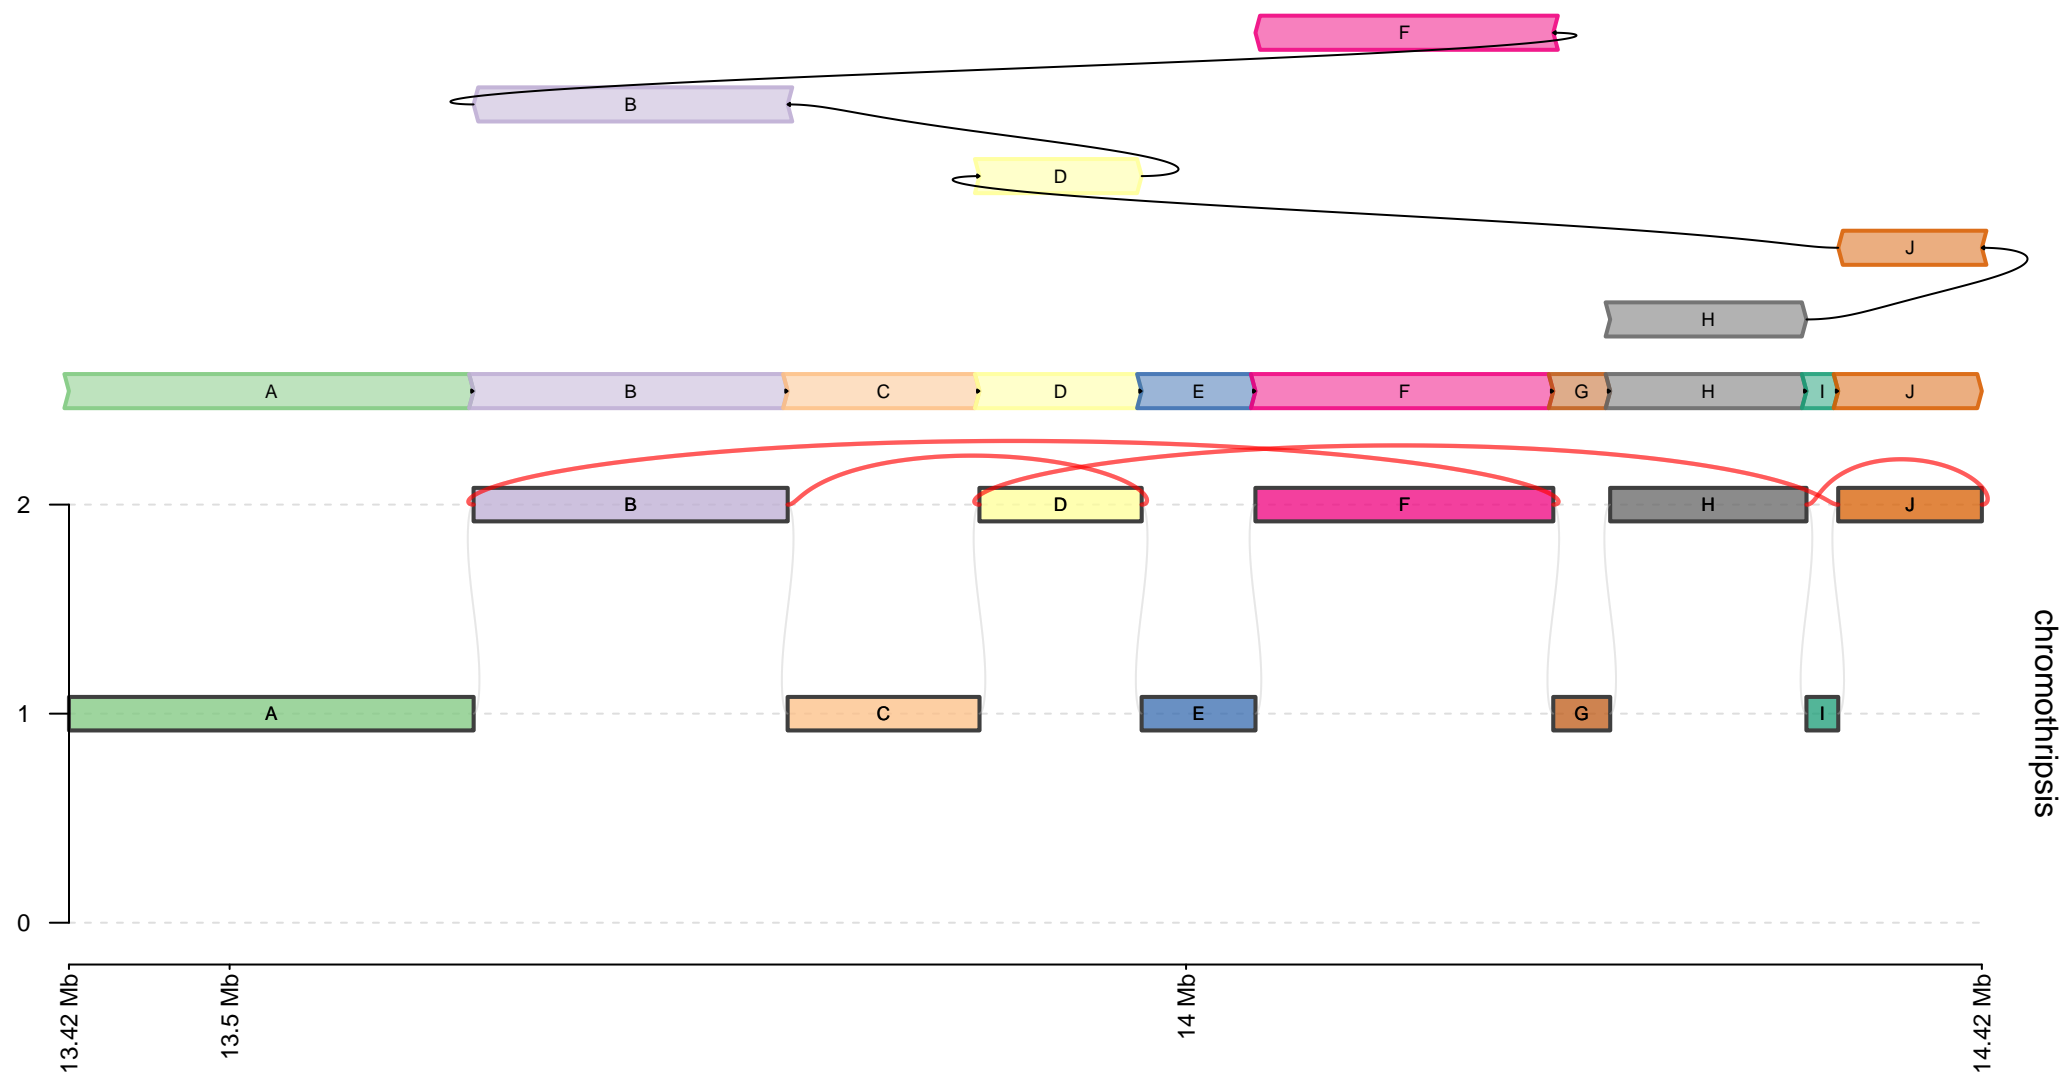 F
B
D
J
H
A B C D E F G H I J
2 B D F H J
1 A C E G I
0
chromothripsis
13.42 Mb 13.5 Mb 14 Mb 14.42 Mb